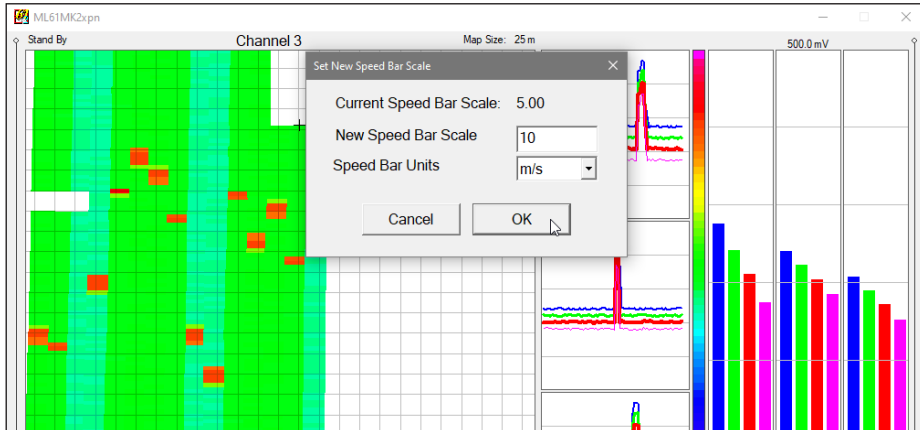 ML61MK2xpn
Stand By
Channel 3
Map Size: 25 m
500.0 mV
Set New Speed Bar Scale
Current Speed Bar Scale: 5.00
New Speed Bar Scale 10
Speed Bar Units m/s
Cancel OK